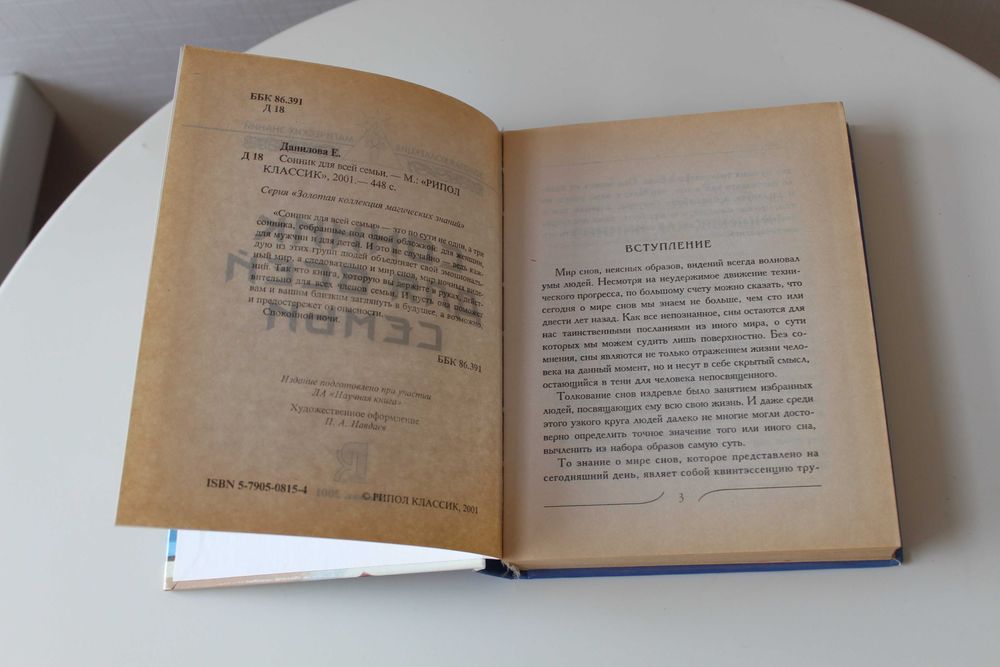 ББК 86.391
Д 18
Данилова Е.
Д 18 Сонник для всей семьи. — М.: «РИПОЛ
КЛАССИК», 2001.— 448 с.
Серия «Золотая коллекция магических знаний»
«Сонник для всей семьи» — это по сути не один, а три
сонника, собранные под одной обложкой: для женщин,
для мужчин и для детей. И это не случайно — ведь каж-
дую из этих групп людей объединяет свой эмоциональ-
ный мир, а следовательно и мир снов, мир ночных виде-
ний. Так что книга, которую вы держите в руках, дейст-
вительно для всех членов семьи. И пусть она поможет
вам и вашим близким заглянуть в будущее, а возможно,
и предостережет от опасности.
Спокойной ночи.
ББК 86.391
Издание подготовлено при участии
ЛА «Научная книга»
Художественное оформление
П. А. Иавдаев
ISBN 5-7905-0815-4
© РИПОЛ КЛАССИК, 2001
ВСТУПЛЕНИЕ
Мир снов, неясных образов, видений всегда волновал
умы людей. Несмотря на неудержимое движение техни-
ческого прогресса, по большому счету можно сказать, что
сегодня о мире снов мы знаем не больше, чем сто или
двести лет назад. Как все непознанное, сны остаются для
нас таинственными посланиями из иного мира, о сути
которых мы можем судить лишь поверхностно. Без со-
мнения, сны являются не только отражением жизни чело-
века на данный момент, но и несут в себе скрытый смысл,
остающийся в тени для человека непосвященного.
Толкование снов издревле было занятием избранных
людей, посвящающих ему всю свою жизнь. И даже среди
этого узкого круга людей далеко не многие могли досто-
верно определить точное значение того или иного сна,
вычленить из набора образов самую суть.
То знание о мире снов, которое представлено на
сегодняшний день, являет собой квинтэссенцию тру-
3